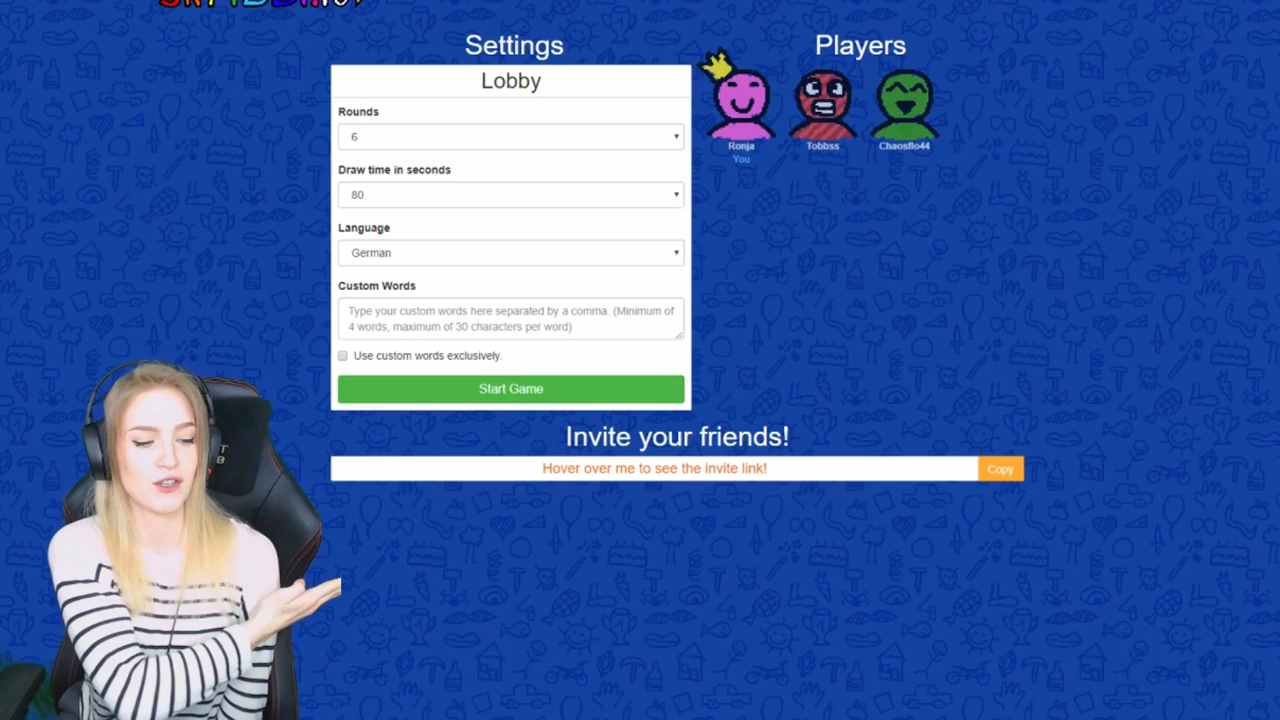 Settings
Players
Lobby
Rounds
6
Draw time in seconds
80
Language
German
Custom Words
Type your custom words here separated by a comma. (Minimum of
4 words, maximum of 30 characters per word)
Use custom words exclusively.
Start Game
Ronja
You
Tobbss
Chaosflo44
Invite your friends!
Hover over me to see the invite link!
Copy